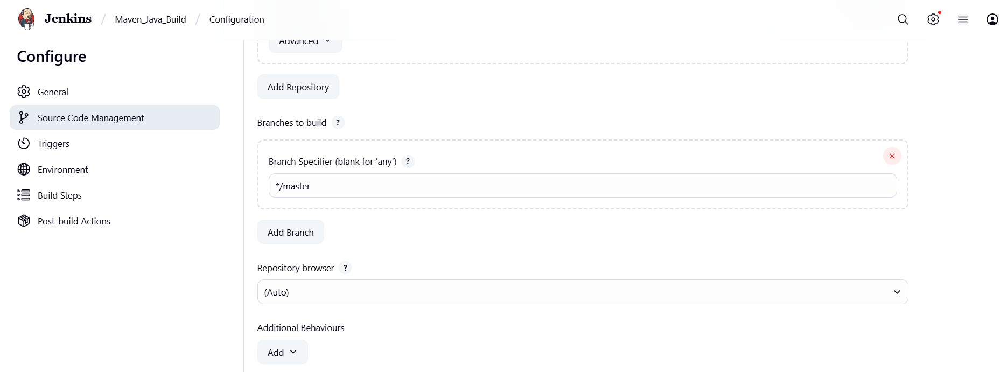 Jenkins / Maven_Java_Build / Configuration
Configure
General
Source Code Management
Triggers
Environment
Build Steps
Post-build Actions
Advanced
Add Repository
Branches to build ?
Branch Specifier (blank for 'any') ?
*/master
Add Branch
Repository browser ?
(Auto)
Additional Behaviours
Add